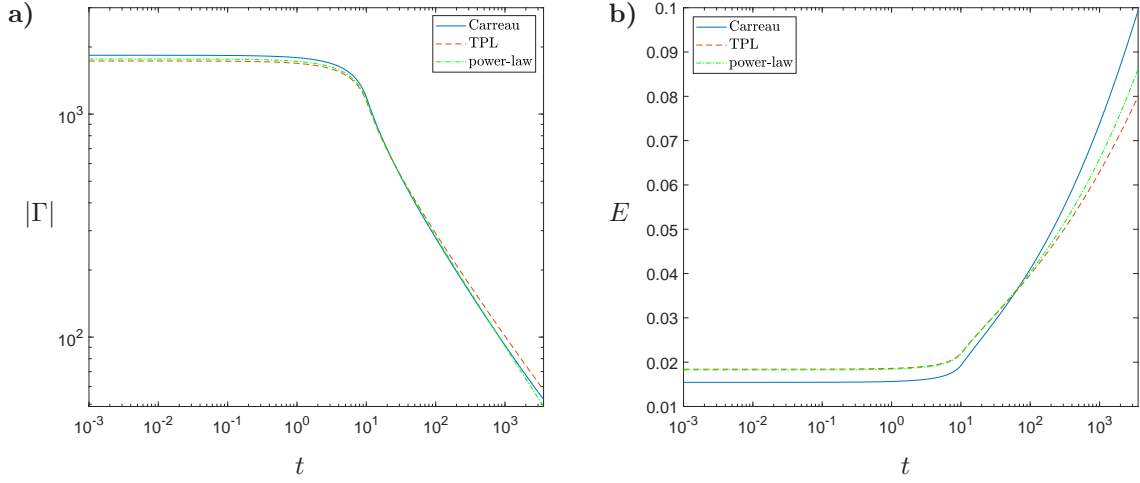 a)
Carreau
TPL
power-law
10^3
10^2
|Γ|
10^-3 10^-2 10^-1 10^0 10^1 10^2 10^3
t
b)
Carreau
TPL
power-law
0.1
0.09
0.08
0.07
0.06
0.05
0.04
0.03
0.02
0.01
E
10^-3 10^-2 10^-1 10^0 10^1 10^2 10^3
t